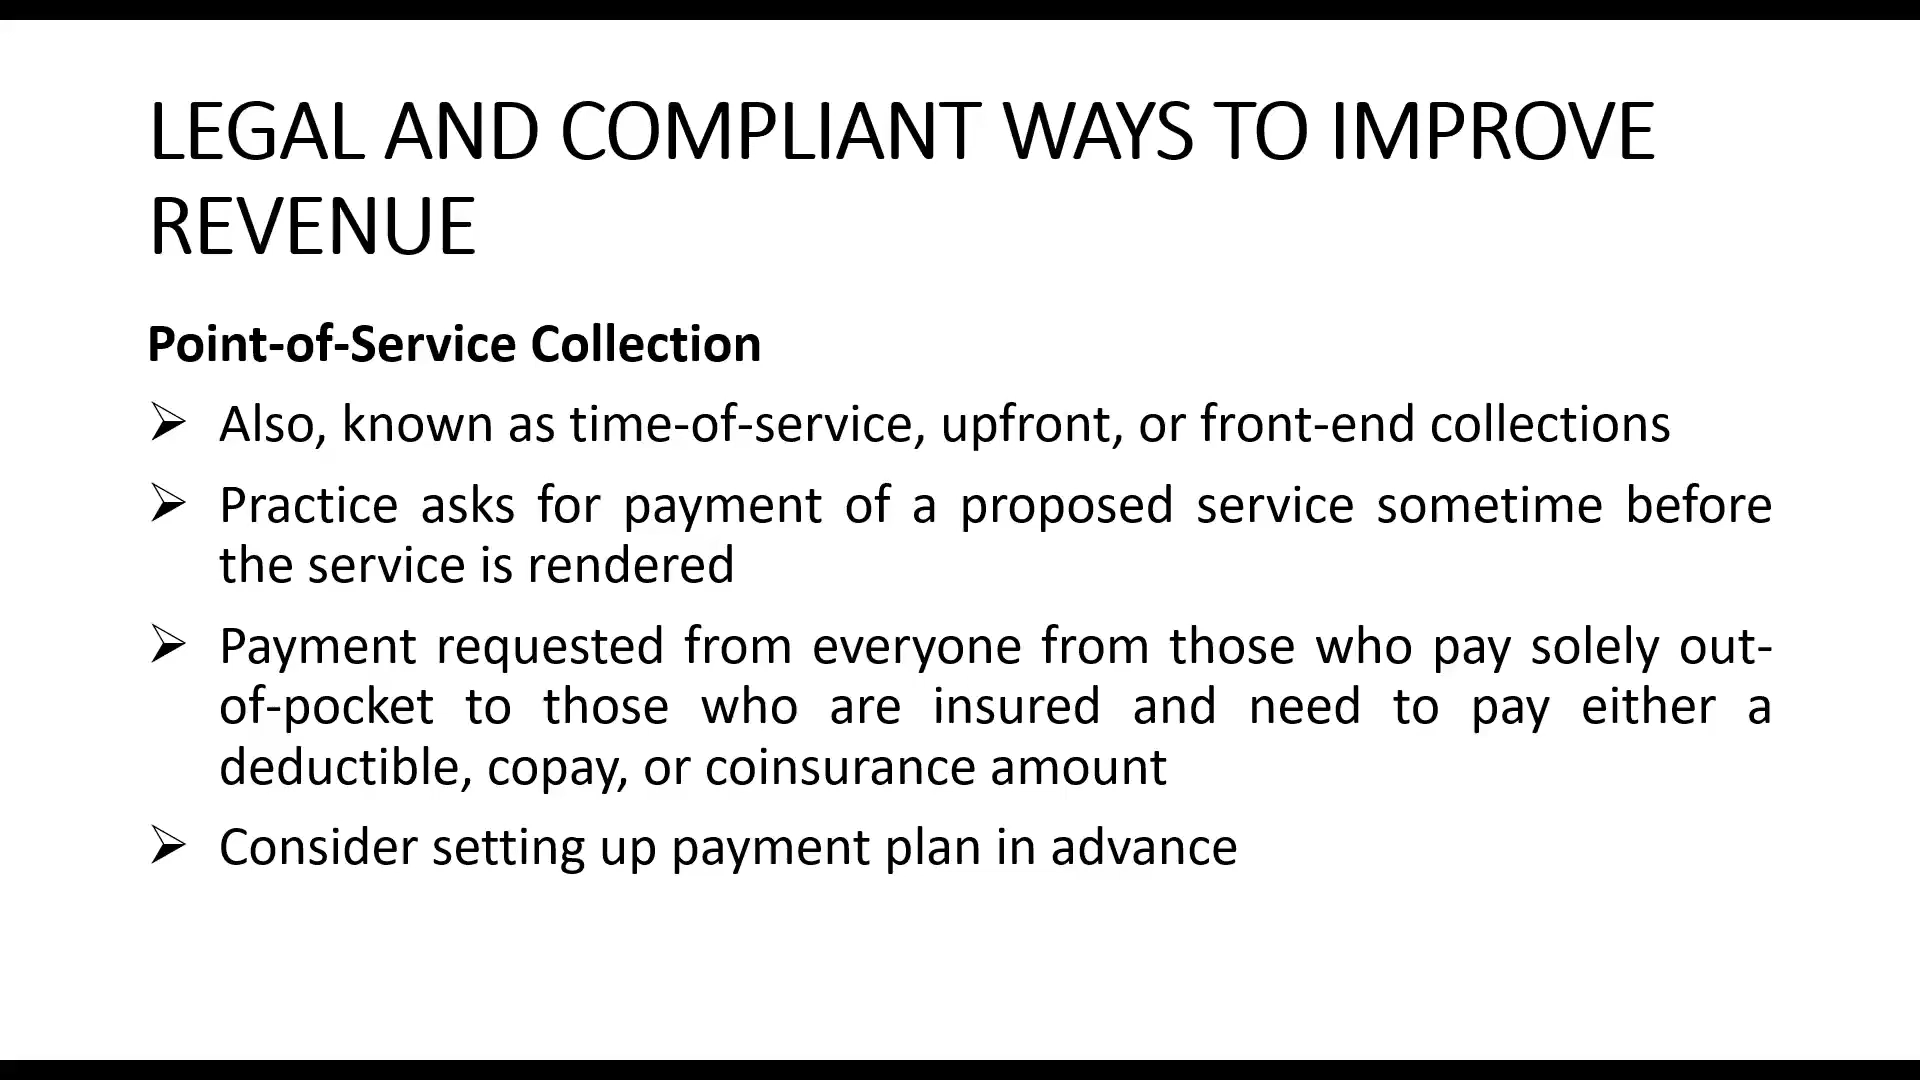 LEGAL AND COMPLIANT WAYS TO IMPROVE
REVENUE
Point-of-Service Collection
➢ Also, known as time-of-service, upfront, or front-end collections
➢ Practice asks for payment of a proposed service sometime before
the service is rendered
➢ Payment requested from everyone from those who pay solely out-
of-pocket to those who are insured and need to pay either a
deductible, copay, or coinsurance amount
➢ Consider setting up payment plan in advance